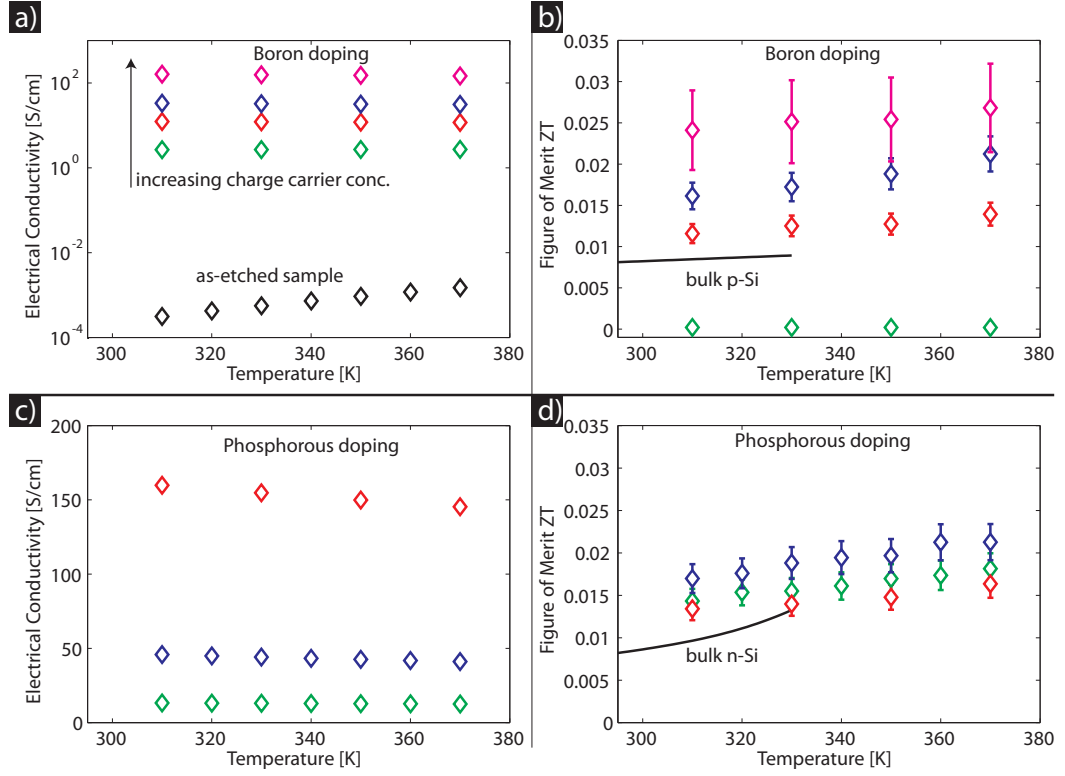 a)
Boron doping
Electrical Conductivity [S/cm]
10^2
10^0
10^-2
10^-4
increasing charge carrier conc.
as-etched sample
300 320 340 360 380
Temperature [K]
b)
Boron doping
Figure of Merit ZT
0.035
0.03
0.025
0.02
0.015
0.01
0.005
0
bulk p-Si
300 320 340 360 380
Temperature [K]
c)
Phosphorous doping
Electrical Conductivity [S/cm]
200
150
100
50
0
300 320 340 360 380
Temperature [K]
d)
Phosphorous doping
Figure of Merit ZT
0.035
0.03
0.025
0.02
0.015
0.01
0.005
0
bulk n-Si
300 320 340 360 380
Temperature [K]